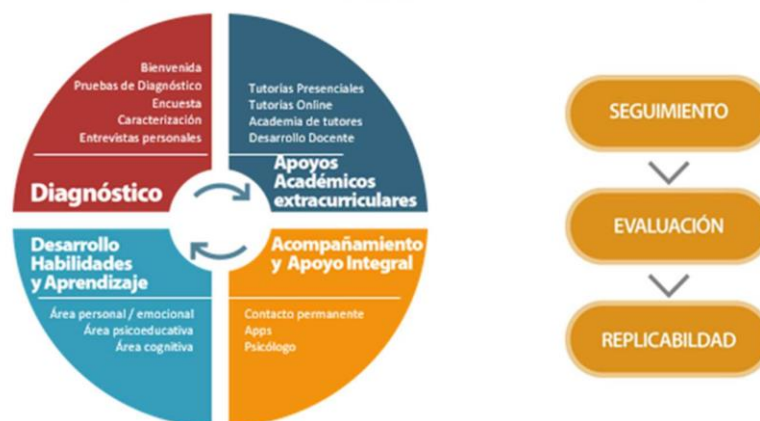 Bienvenida
Pruebas de Diagnóstico
Encuesta
Caracterización
Entrevistas personales
Diagnóstico
Tutorías Presenciales
Tutorías Online
Academia de tutores
Desarrollo Docente
Apoyos
Académicos
extracurriculares
Desarrollo
Habilidades
y Aprendizaje
Área personal / emocional
Área psicoeducativa
Área cognitiva
Acompañamiento
y Apoyo Integral
Contacto permanente
Apps
Psicólogo
SEGUIMIENTO
EVALUACIÓN
REPLICABILDAD